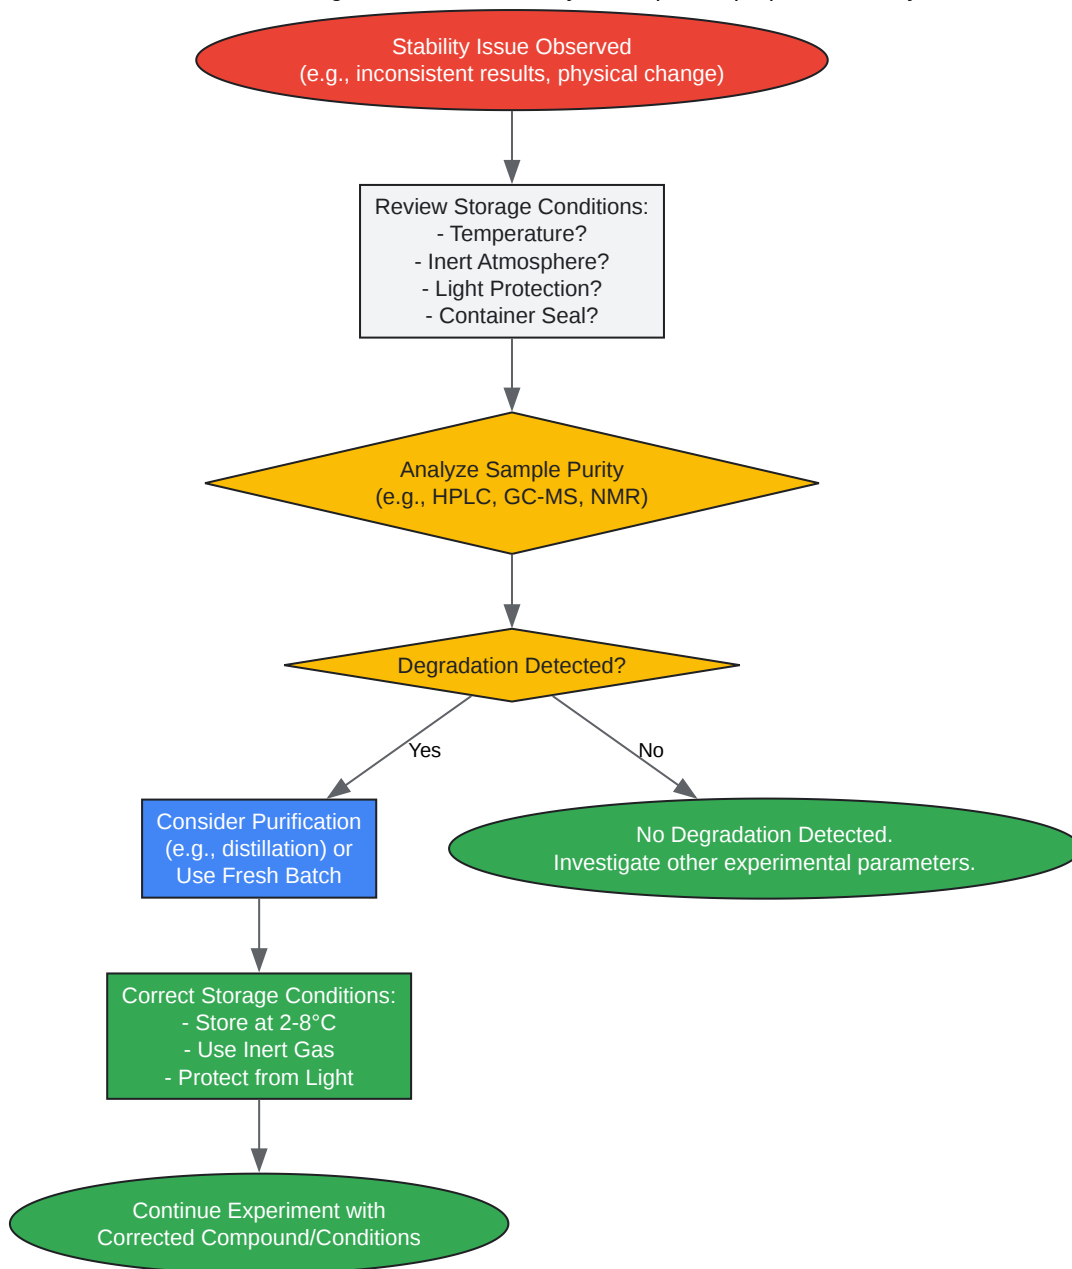 Stability Issue Observed
(e.g., inconsistent results, physical change)
Review Storage Conditions:
- Temperature?
- Inert Atmosphere?
- Light Protection?
- Container Seal?
Analyze Sample Purity
(e.g., HPLC, GC-MS, NMR)
Degradation Detected?
Yes
No
Consider Purification
(e.g., distillation) or
Use Fresh Batch
No Degradation Detected.
Investigate other experimental parameters.
Correct Storage Conditions:
- Store at 2-8°C
- Use Inert Gas
- Protect from Light
Continue Experiment with
Corrected Compound/Conditions